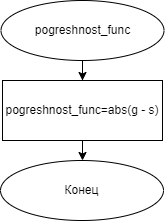 pogreshnost_func
pogreshnost_func=abs(g - s)
Конец